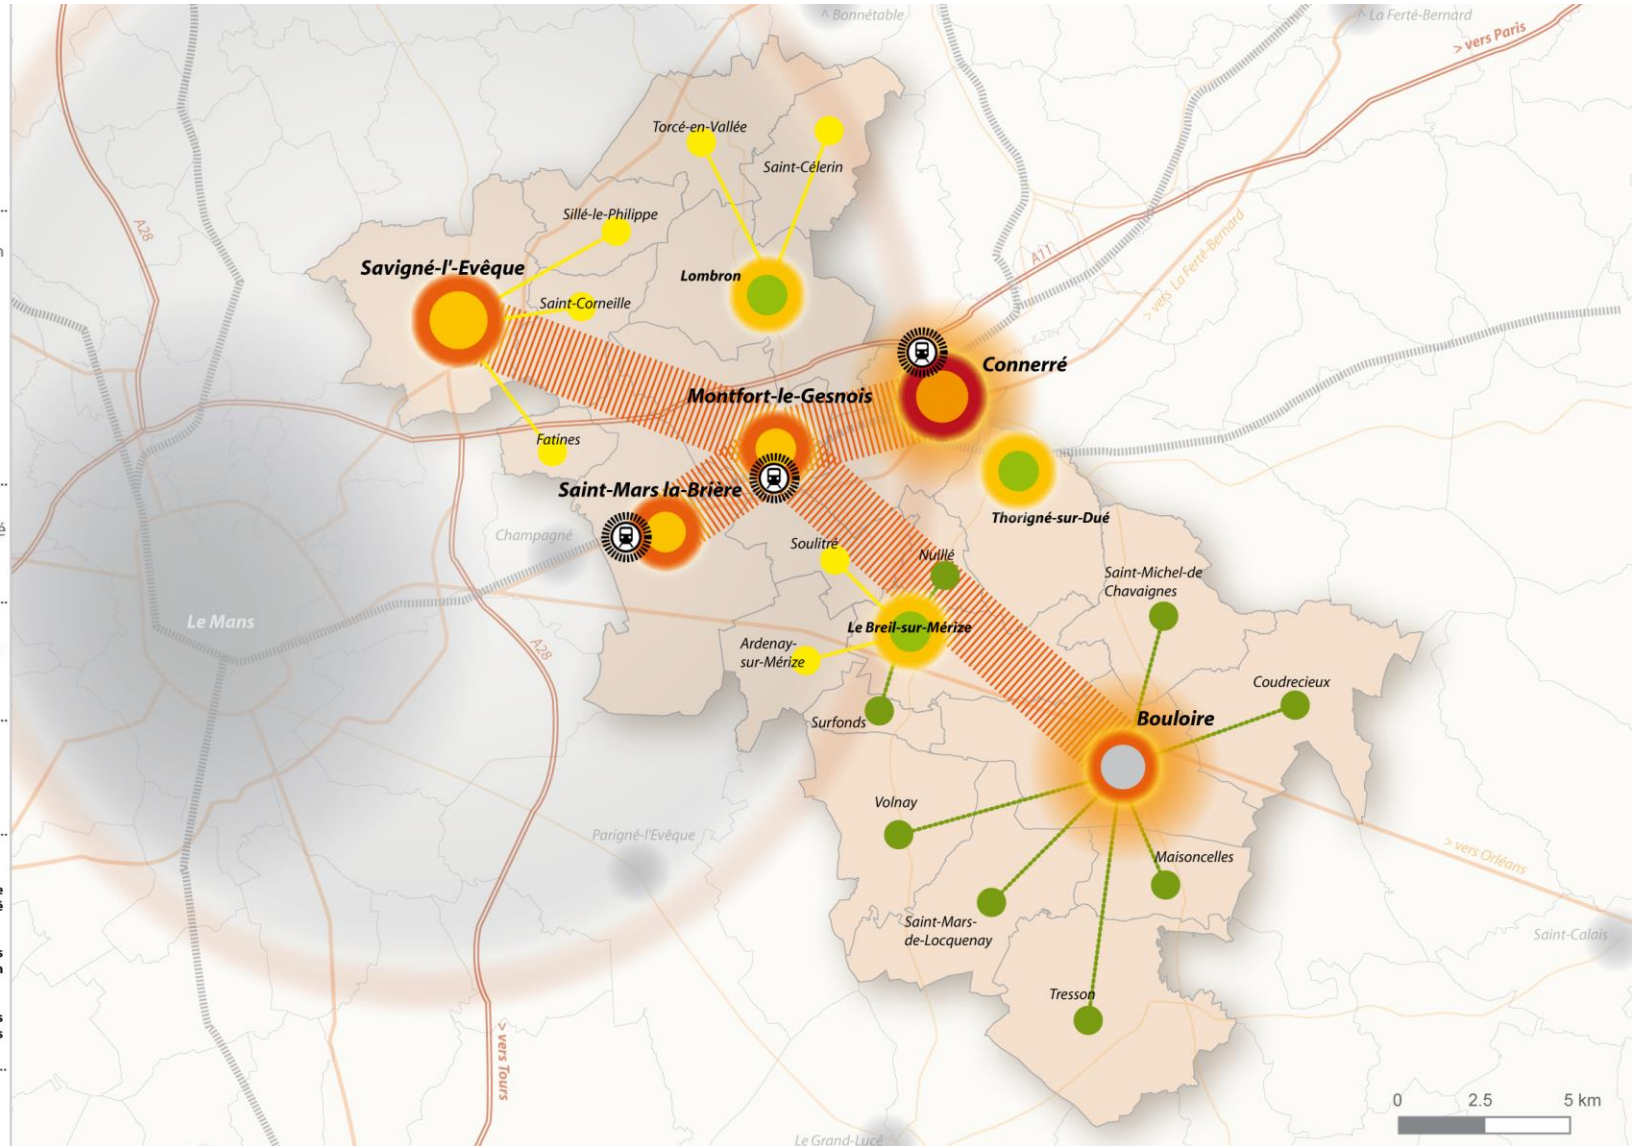 ^ Bonnétable
^ La Ferté-Bernard
> vers Paris
Torcé-en-Vallée
Saint-Célerin
A28
Sillé-le-Philippe
Savigné-l'-Evêque
Lombron
A11
> vers La Ferté-Bernard
Saint-Corneille
Connerré
Montfort-le-Gesnois
Fatines
Saint-Mars la-Brière
Thorigné-sur-Dué
Champagné
Soulitré
Nuillé
Saint-Michel-de
Chavaignes
Le Mans
Le Breil-sur-Mérize
A28
Ardenay-
sur-Mérize
Coudrecieux
Surfonds
Bouloire
Volnay
Parigné-l'Evêque
Maisoncelles
> vers Orléans
Saint-Mars-
de-Locquenay
Saint-Calais
Tresson
> vers Tours
0 2.5 5 km
Le Grand-Lucé